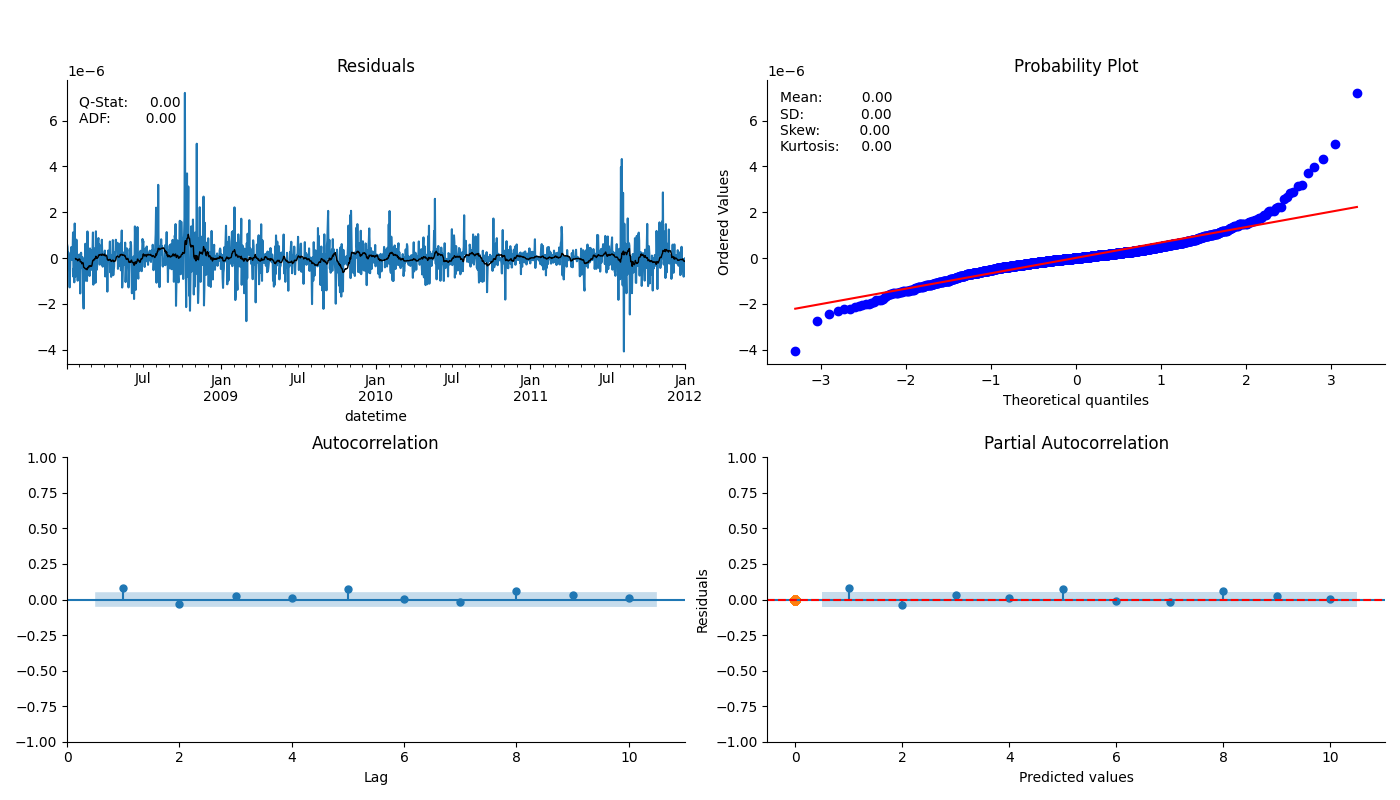 Residuals
1e−6
Q-Stat: 0.00
ADF: 0.00
6
4
2
0
−2
−4
Jul
Jan
2009
Jul
Jan
2010
Jul
Jan
2011
Jul
Jan
2012
datetime
Probability Plot
1e−6
Mean: 0.00
SD: 0.00
Skew: 0.00
Kurtosis: 0.00
Ordered Values
6
4
2
0
−2
−4
−3
−2
−1
0
1
2
3
Theoretical quantiles
Autocorrelation
1.00
0.75
0.50
0.25
0.00
−0.25
−0.50
−0.75
−1.00
0
2
4
6
8
10
Lag
Partial Autocorrelation
Residuals
1.00
0.75
0.50
0.25
0.00
−0.25
−0.50
−0.75
−1.00
0
2
4
6
8
10
Predicted values